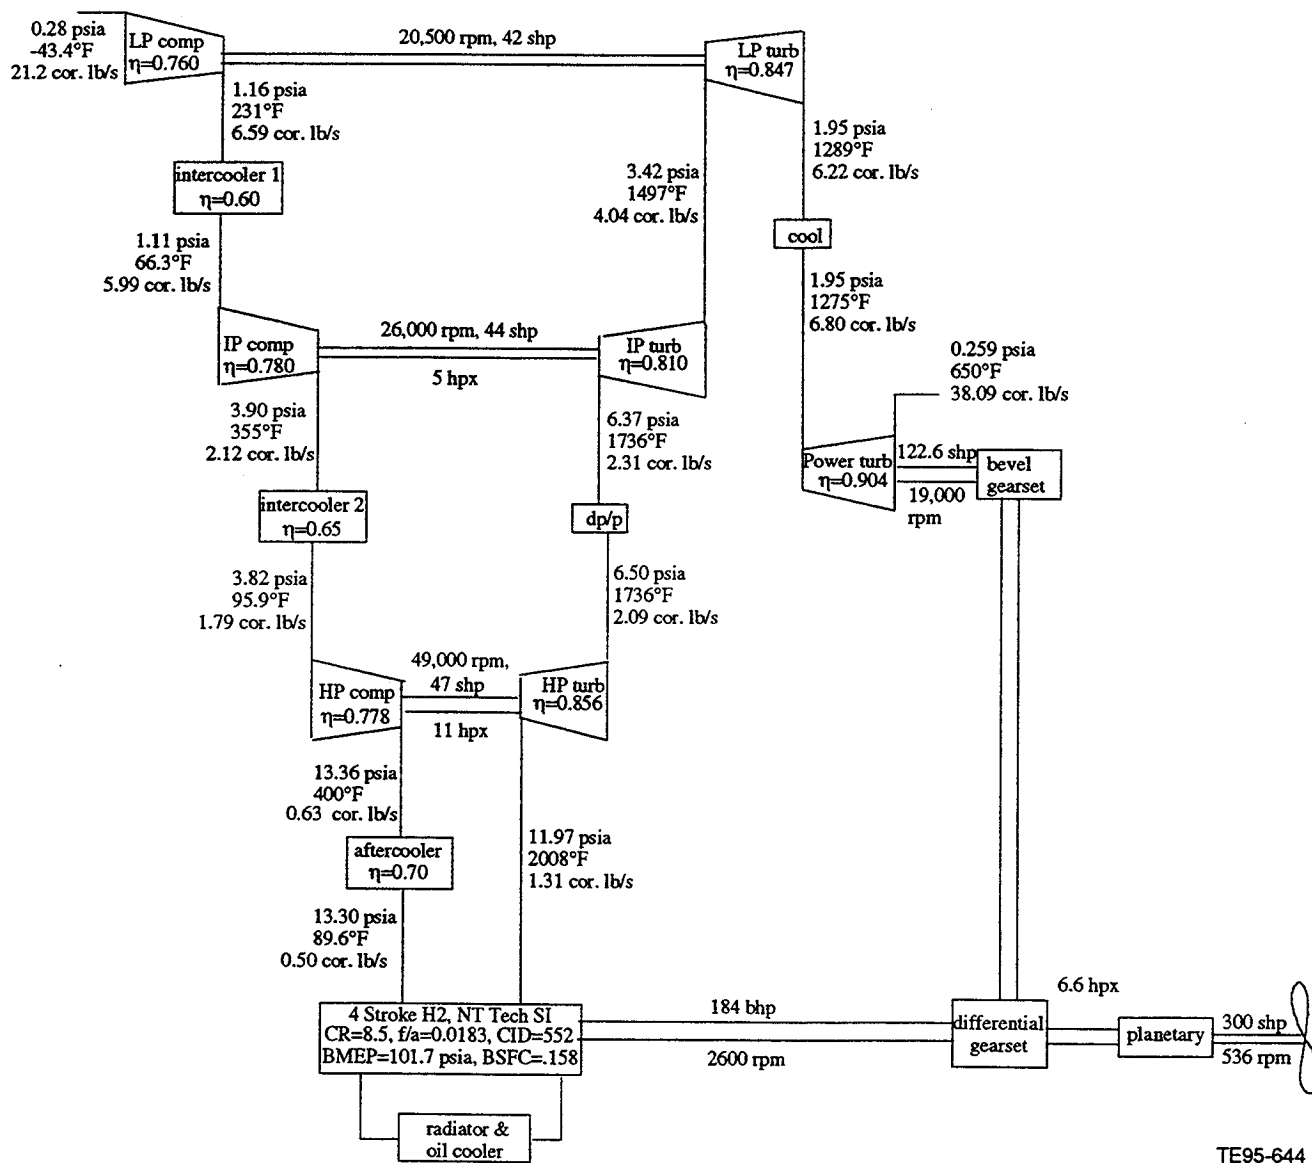 0.28 psia
-43.4°F
21.2 cor. lb/s
LP comp
η=0.760
20,500 rpm, 42 shp
LP turb
η=0.847
1.16 psia
231°F
6.59 cor. lb/s
intercooler 1
η=0.60
1.11 psia
66.3°F
5.99 cor. lb/s
3.42 psia
1497°F
4.04 cor. lb/s
1.95 psia
1289°F
6.22 cor. lb/s
cool
1.95 psia
1275°F
6.80 cor. lb/s
IP comp
η=0.780
26,000 rpm, 44 shp
5 hpx
IP turb
η=0.810
0.259 psia
650°F
38.09 cor. lb/s
3.90 psia
355°F
2.12 cor. lb/s
6.37 psia
1736°F
2.31 cor. lb/s
Power turb
η=0.904
122.6 shp
19,000
rpm
bevel
gearset
intercooler 2
η=0.65
dp/p
3.82 psia
95.9°F
1.79 cor. lb/s
6.50 psia
1736°F
2.09 cor. lb/s
HP comp
η=0.778
49,000 rpm,
47 shp
11 hpx
HP turb
η=0.856
13.36 psia
400°F
0.63 cor. lb/s
aftercooler
η=0.70
11.97 psia
2008°F
1.31 cor. lb/s
13.30 psia
89.6°F
0.50 cor. lb/s
4 Stroke H2, NT Tech SI
CR=8.5, f/a=0.0183, CID=552
BMEP=101.7 psia, BSFC=.158
184 bhp
2600 rpm
differential
gearset
6.6 hpx
planetary
300 shp
536 rpm
radiator &
oil cooler
TE95-644